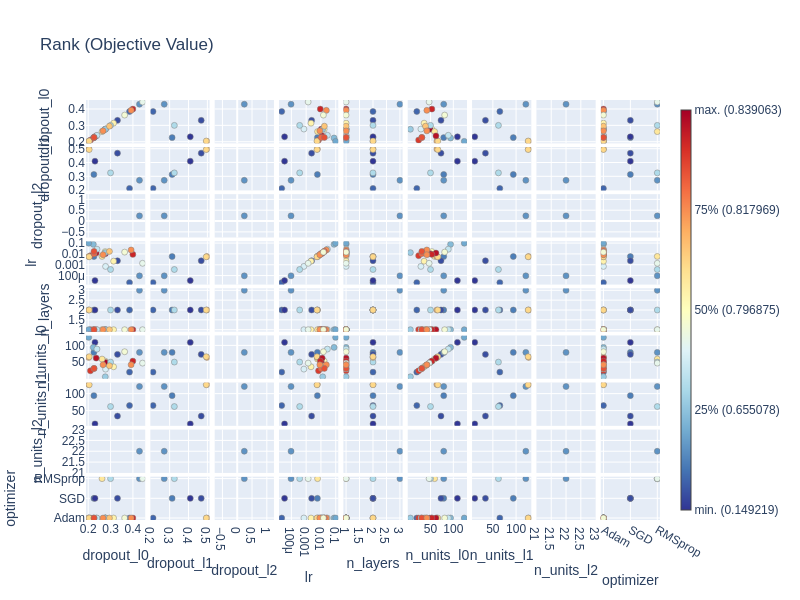 Rank (Objective Value)
dropout_l0
0.4
0.3
0.2
dropout_l1
0.5
0.4
0.3
0.2
dropout_l2
1
0.5
0
−0.5
lr
0.1
0.01
0.001
100μ
n_layers
3
2.5
2
1.5
1
n_units_l0
100
50
n_units_l1
100
50
n_units_l2
23
22.5
22
21.5
21
optimizer
RMSprop
SGD
Adam
0.2 0.3 0.4
0.2 0.3 0.4 0.5
−0.5 0 0.5 1
100μ 0.001 0.01 0.1
1 1.5 2 2.5 3
50 100
50 100
21 21.5 22 22.5 23
Adam SGD RMSprop
dropout_l0 dropout_l1 dropout_l2 lr n_layers n_units_l0 n_units_l1 n_units_l2 optimizer
max. (0.839063)
75% (0.817969)
50% (0.796875)
25% (0.655078)
min. (0.149219)